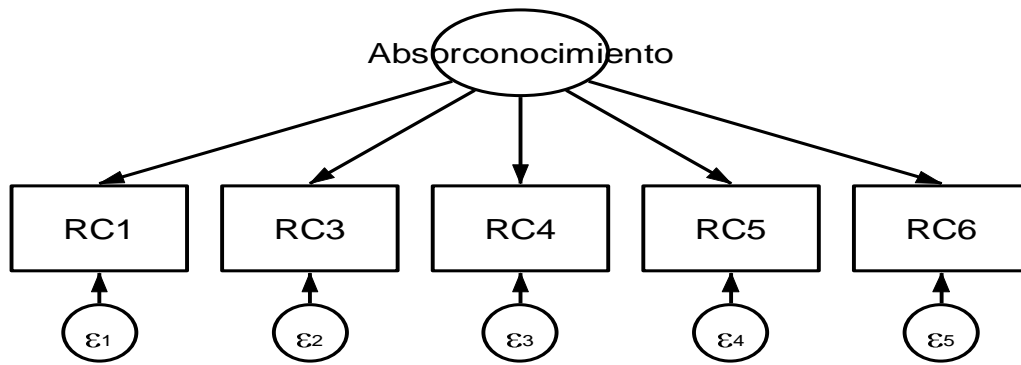 Absorconocimiento
RC1 RC3 RC4 RC5 RC6
ε1 ε2 ε3 ε4 ε5